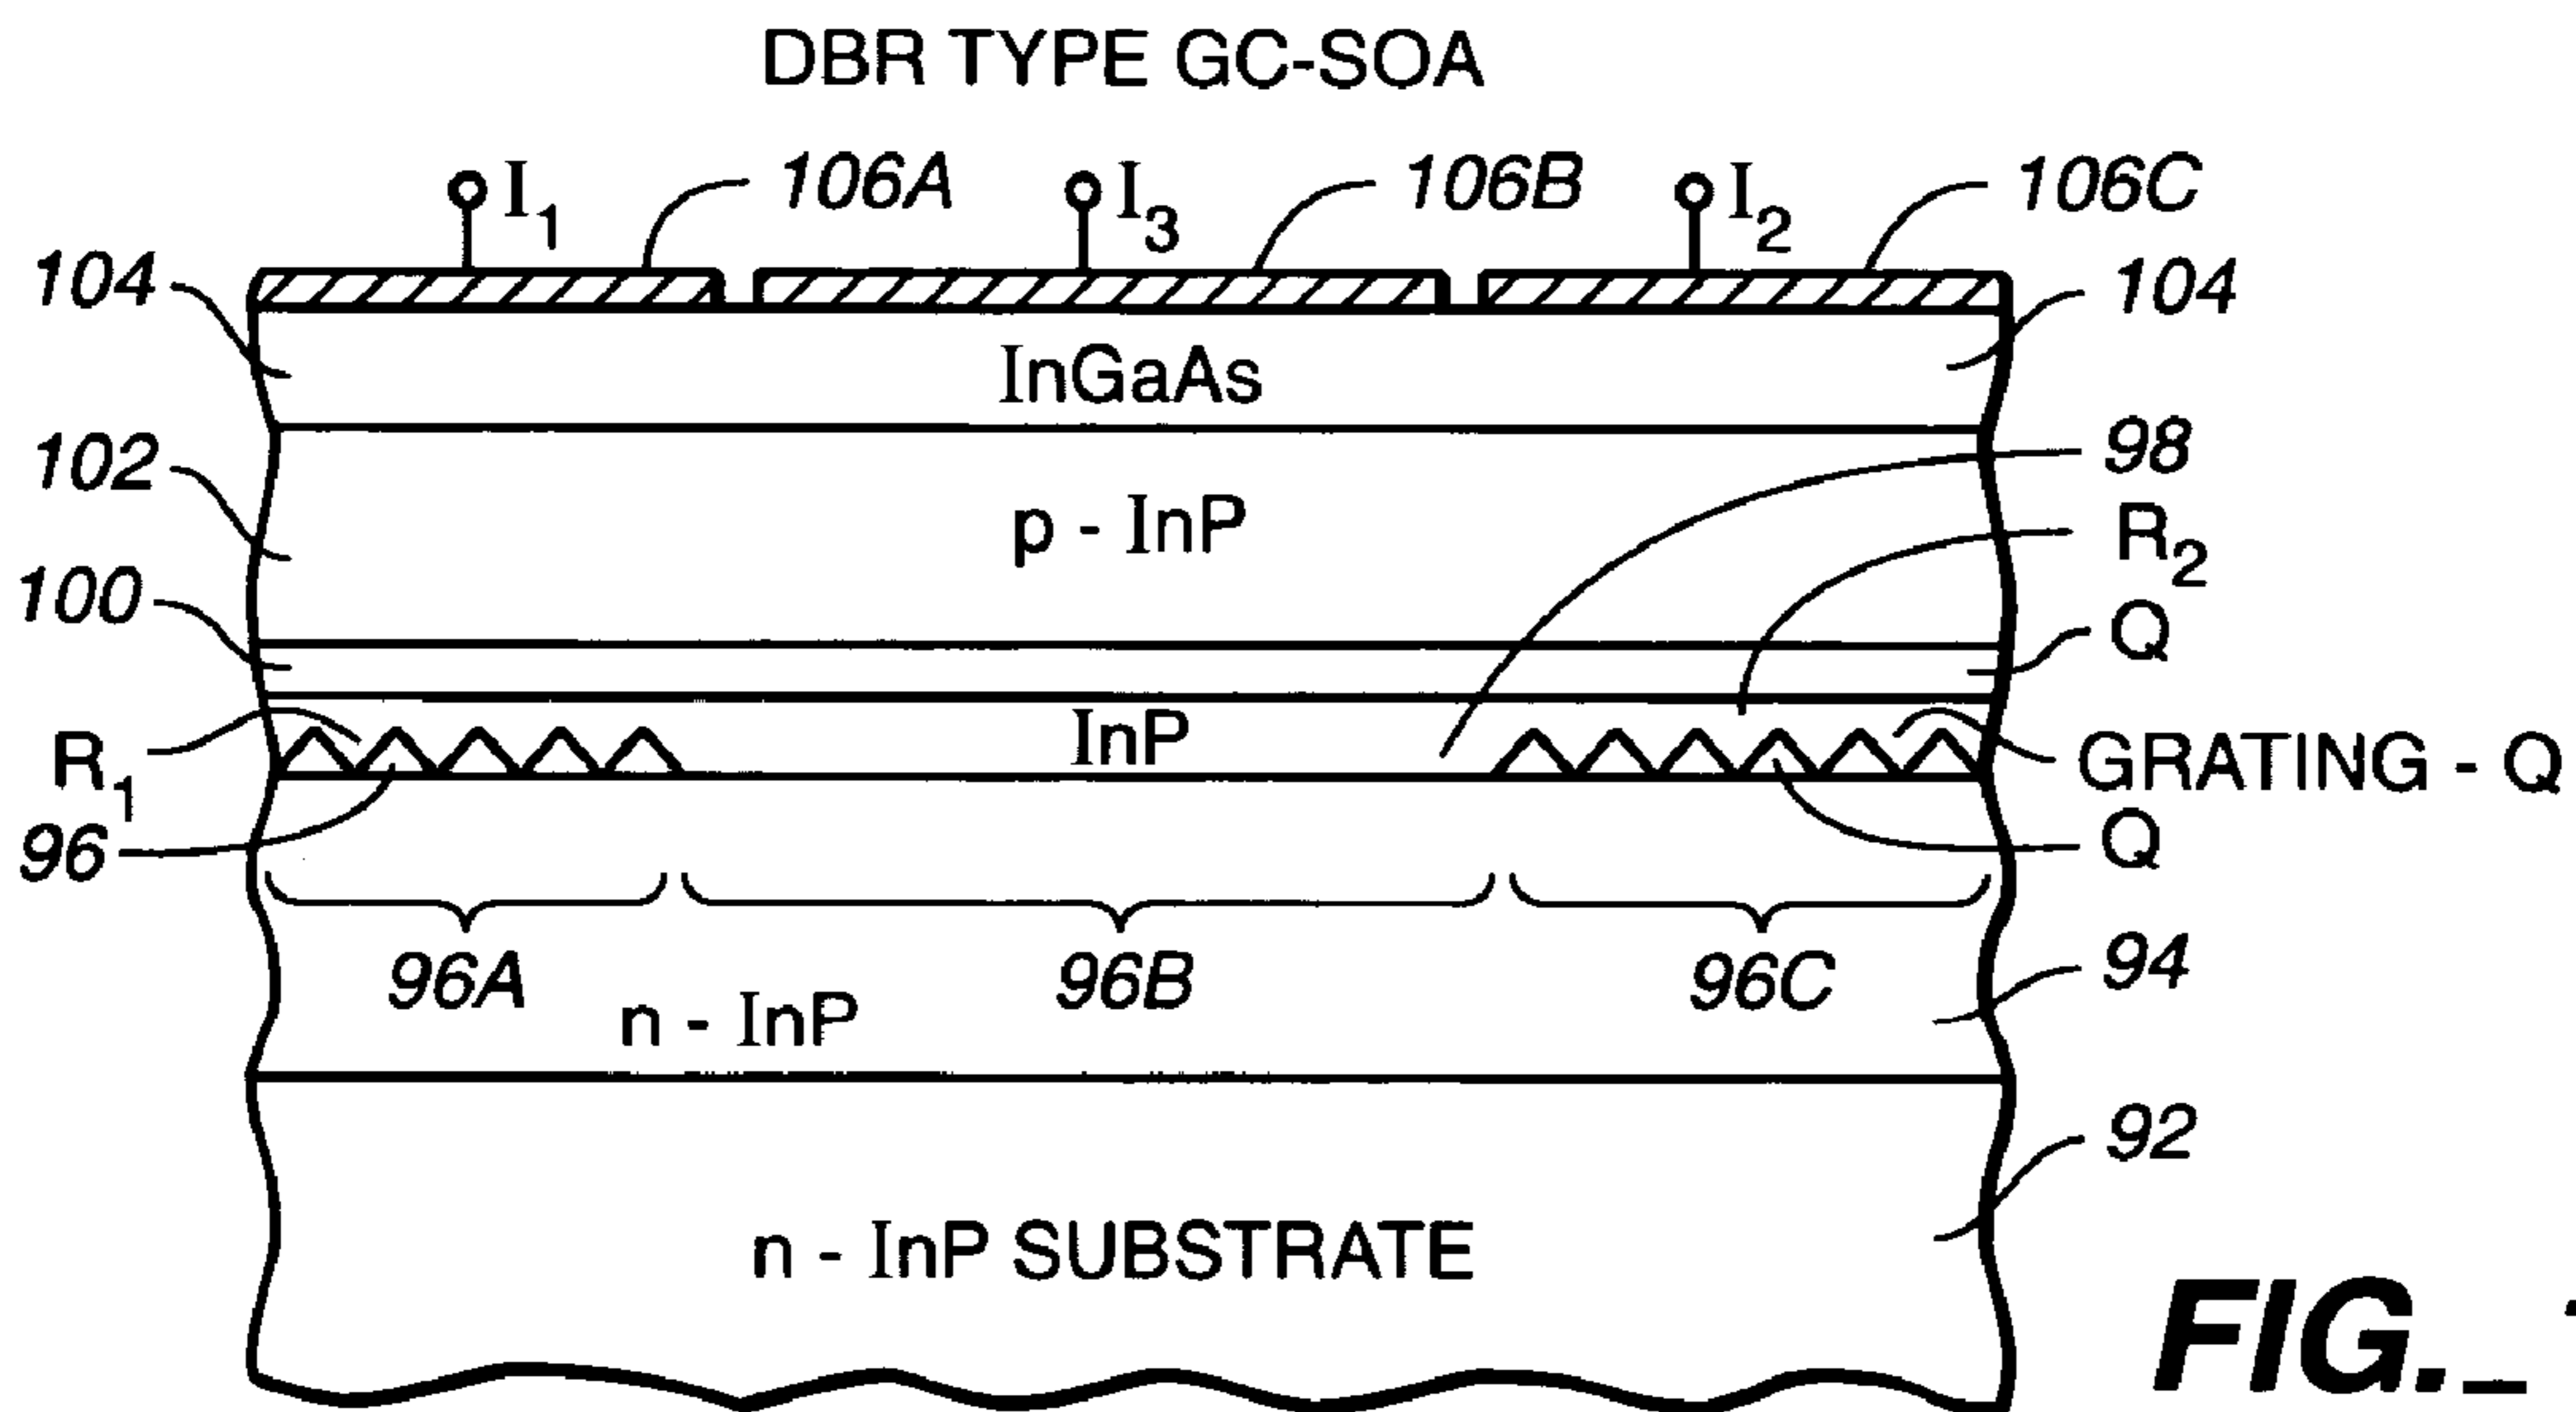 DBR TYPE GC-SOA
I1 106A I3 106B I2 106C
104 104
InGaAs
102 98
p - InP R2
100 Q
InP
R1 GRATING - Q
96 Q
96A 96B 96C 94
n - InP
92
n - InP SUBSTRATE
FIG._